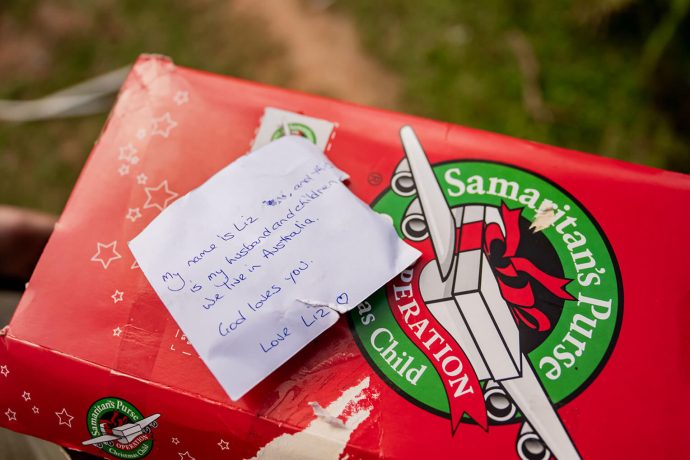 My name is Liz
is my husband and children.
We live in Australia.
God loves you.
Love Liz ♡
Samaritan's Purse
OPERATION
Child
Samaritan's Purse
OPERATION
Christmas Child